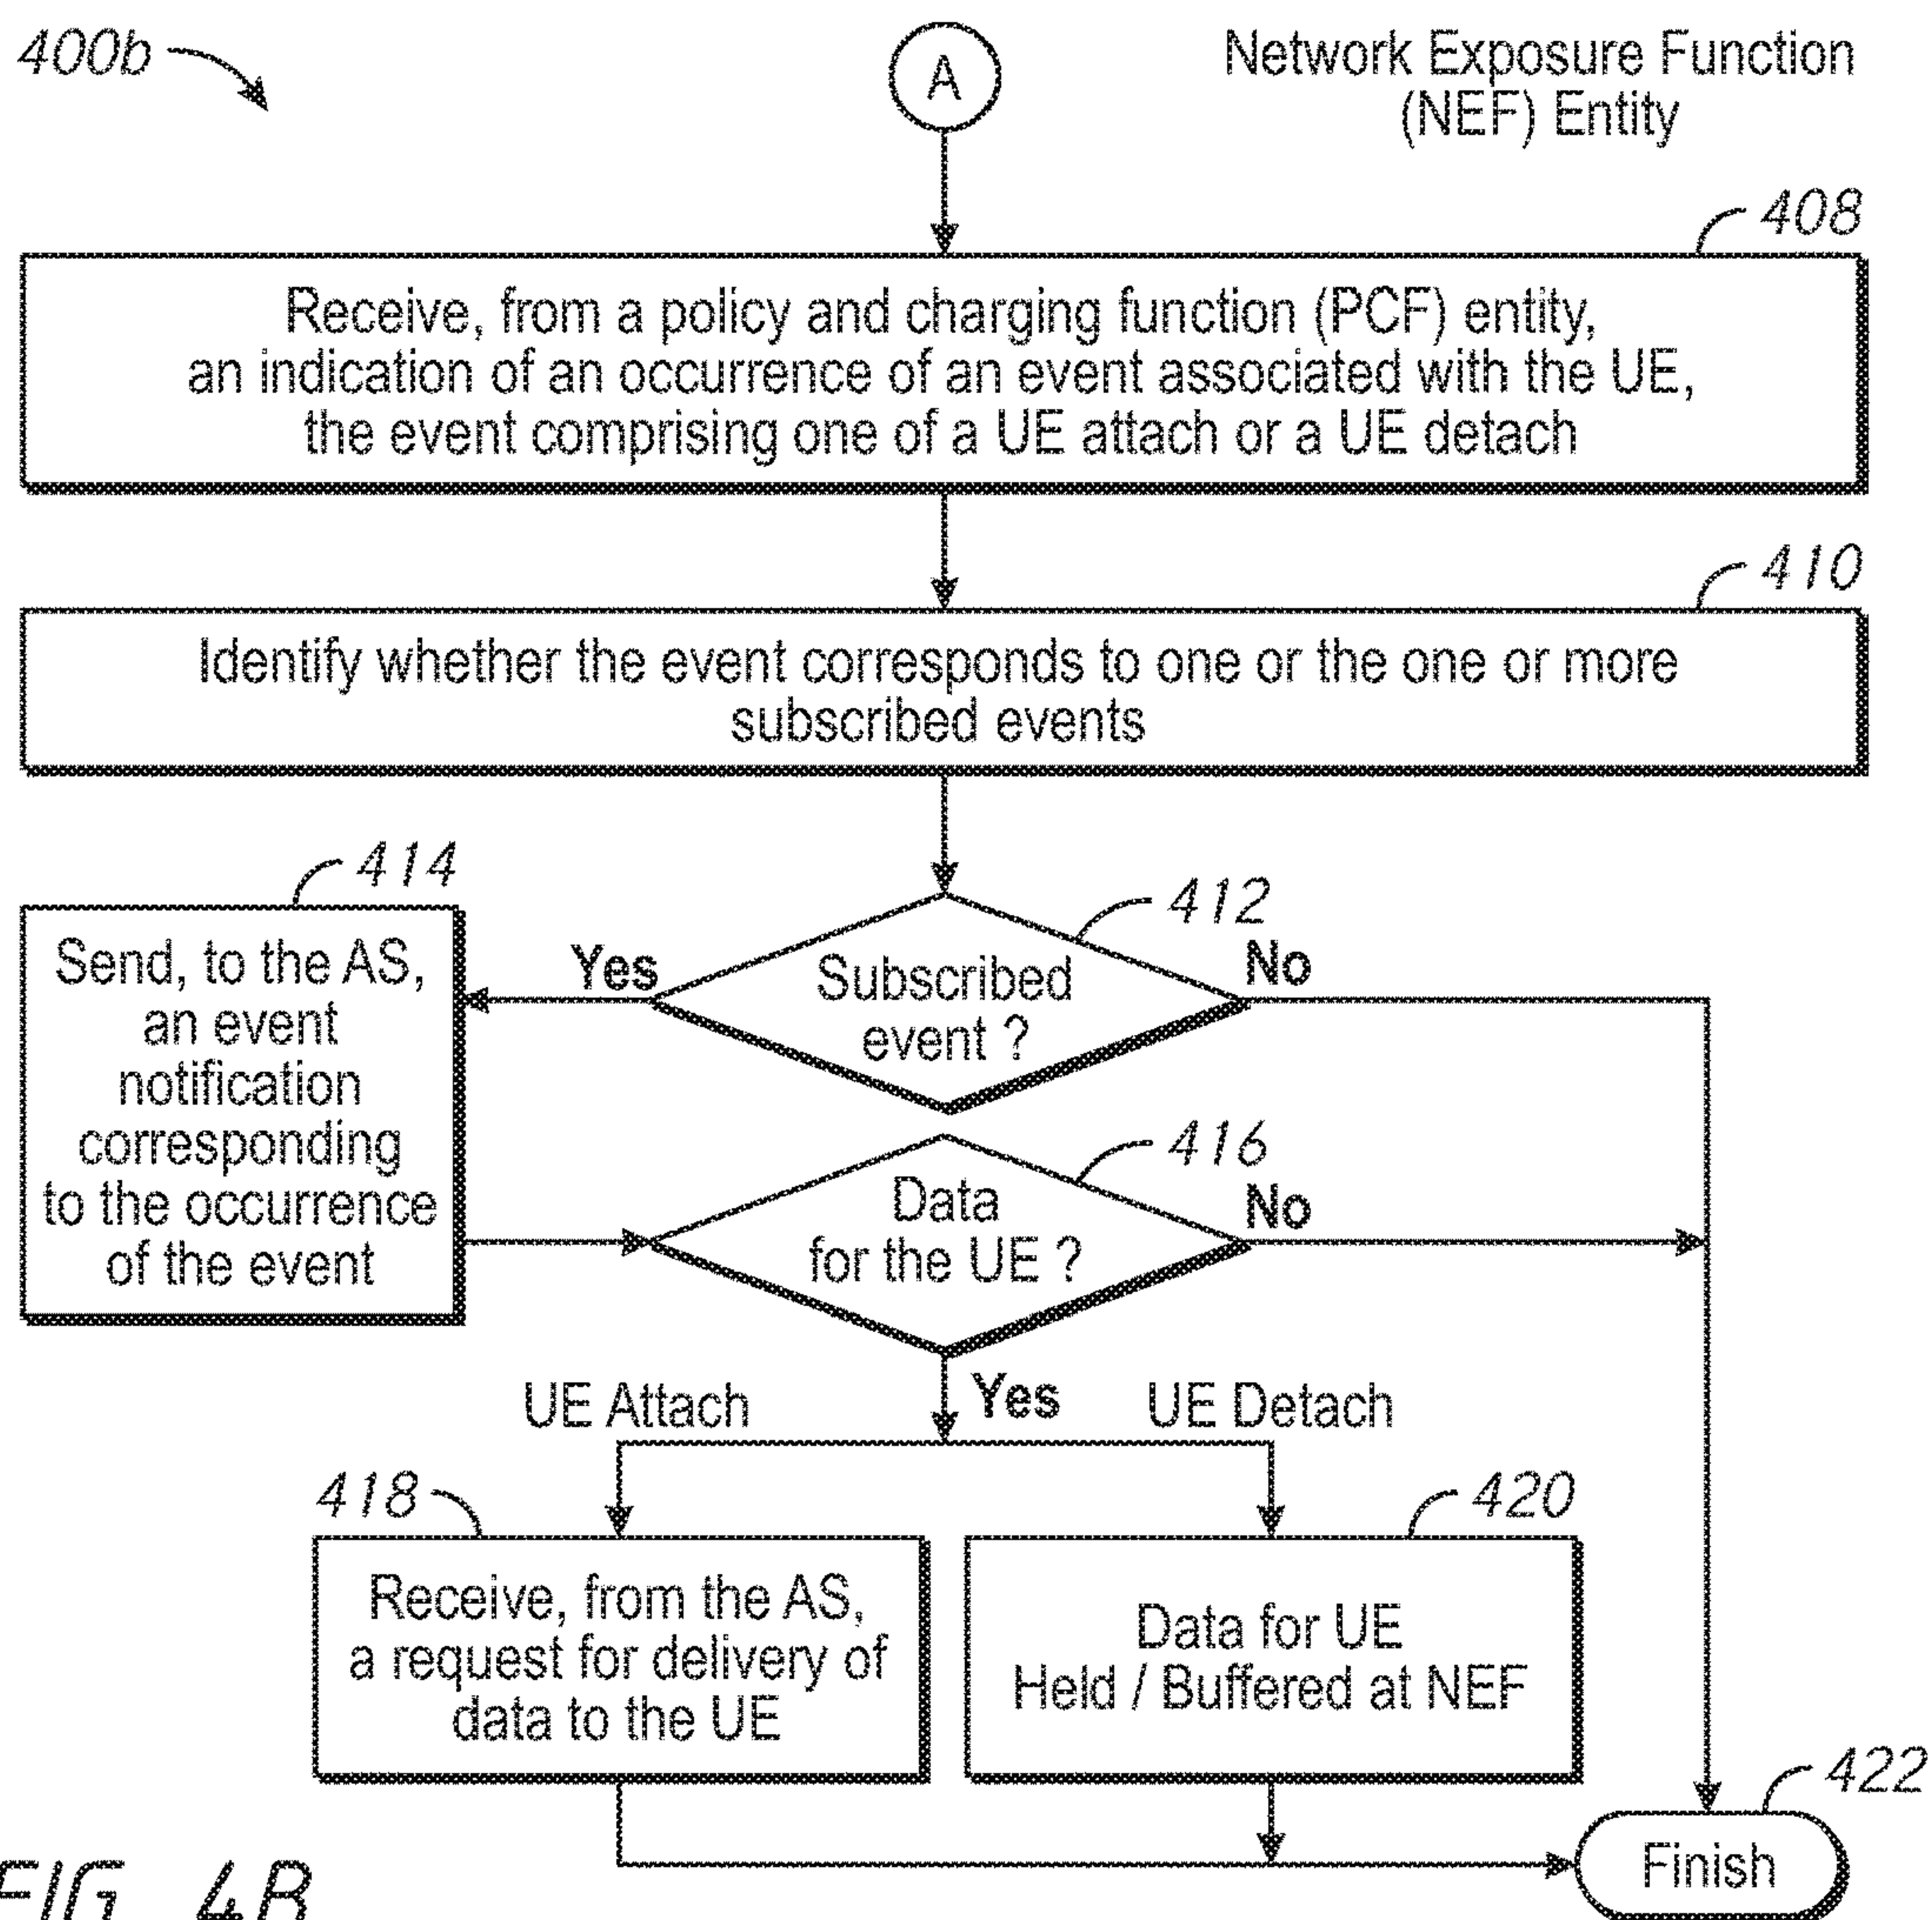 400b
A
Network Exposure Function
(NEF) Entity
408
Receive, from a policy and charging function (PCF) entity,
an indication of an occurrence of an event associated with the UE,
the event comprising one of a UE attach or a UE detach
410
Identify whether the event corresponds to one or the one or more
subscribed events
414
Send, to the AS,
an event
notification
corresponding
to the occurrence
of the event
412
Yes
Subscribed
event ?
No
416
Data
for the UE ?
No
UE Attach
Yes
UE Detach
418
Receive, from the AS,
a request for delivery of
data to the UE
420
Data for UE
Held / Buffered at NEF
422
Finish
FIG. 4B